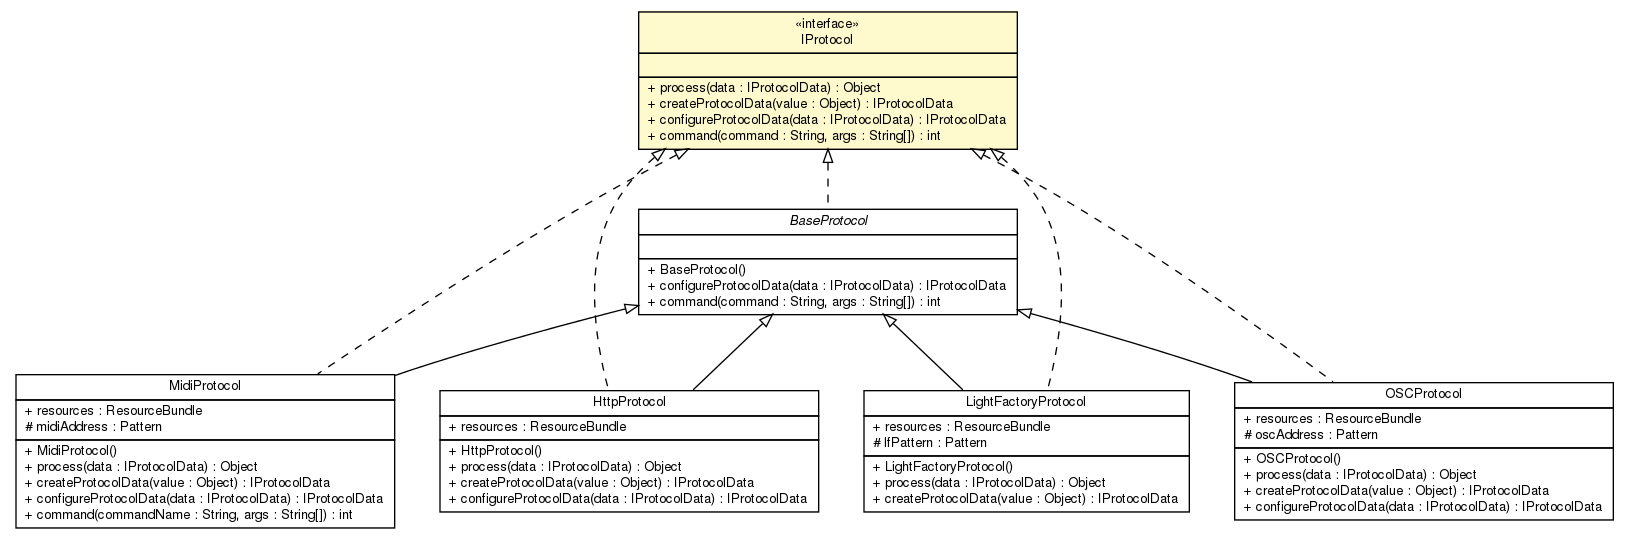 «interface»
IProtocol
+ process(data : IProtocolData) : Object
+ createProtocolData(value : Object) : IProtocolData
+ configureProtocolData(data : IProtocolData) : IProtocolData
+ command(command : String, args : String[]) : int
BaseProtocol
+ BaseProtocol()
+ configureProtocolData(data : IProtocolData) : IProtocolData
+ command(command : String, args : String[]) : int
MidiProtocol
+ resources : ResourceBundle
# midiAddress : Pattern
+ MidiProtocol()
+ process(data : IProtocolData) : Object
+ createProtocolData(value : Object) : IProtocolData
+ configureProtocolData(data : IProtocolData) : IProtocolData
+ command(commandName : String, args : String[]) : int
HttpProtocol
+ resources : ResourceBundle
+ HttpProtocol()
+ process(data : IProtocolData) : Object
+ createProtocolData(value : Object) : IProtocolData
+ configureProtocolData(data : IProtocolData) : IProtocolData
LightFactoryProtocol
+ resources : ResourceBundle
# lfPattern : Pattern
+ LightFactoryProtocol()
+ process(data : IProtocolData) : Object
+ createProtocolData(value : Object) : IProtocolData
OSCProtocol
+ resources : ResourceBundle
# oscAddress : Pattern
+ OSCProtocol()
+ process(data : IProtocolData) : Object
+ createProtocolData(value : Object) : IProtocolData
+ configureProtocolData(data : IProtocolData) : IProtocolData